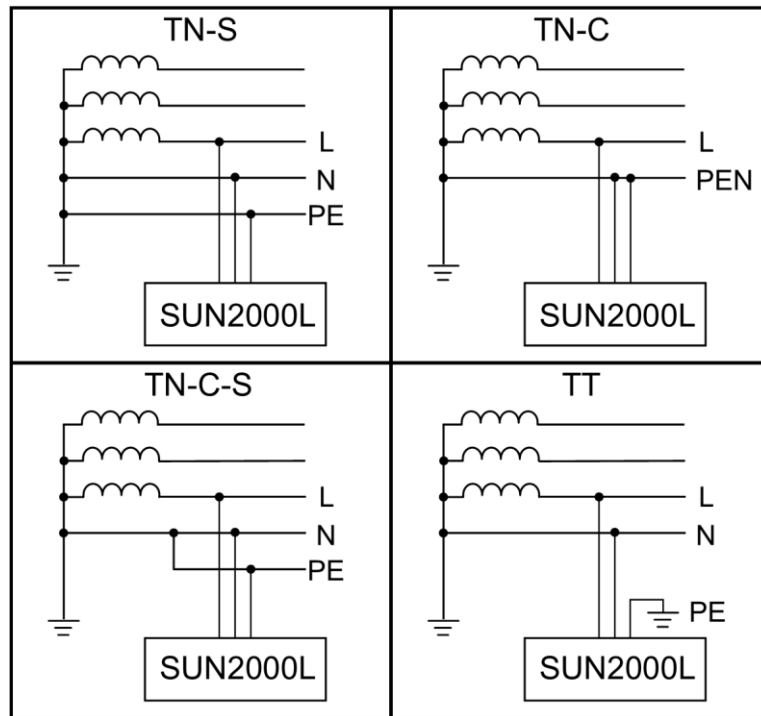 TN-S
L
N
PE
SUN2000L
TN-C
L
PEN
SUN2000L
TN-C-S
L
N
PE
SUN2000L
TT
L
N
PE
SUN2000L